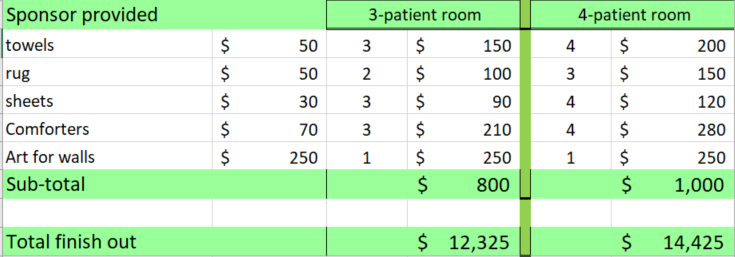 Sponsor provided 3-patient room 4-patient room
towels $ 50 3 $ 150 4 $ 200
rug $ 50 2 $ 100 3 $ 150
sheets $ 30 3 $ 90 4 $ 120
Comforters $ 70 3 $ 210 4 $ 280
Art for walls $ 250 1 $ 250 1 $ 250
Sub-total $ 800 $ 1,000
Total finish out $ 12,325 $ 14,425